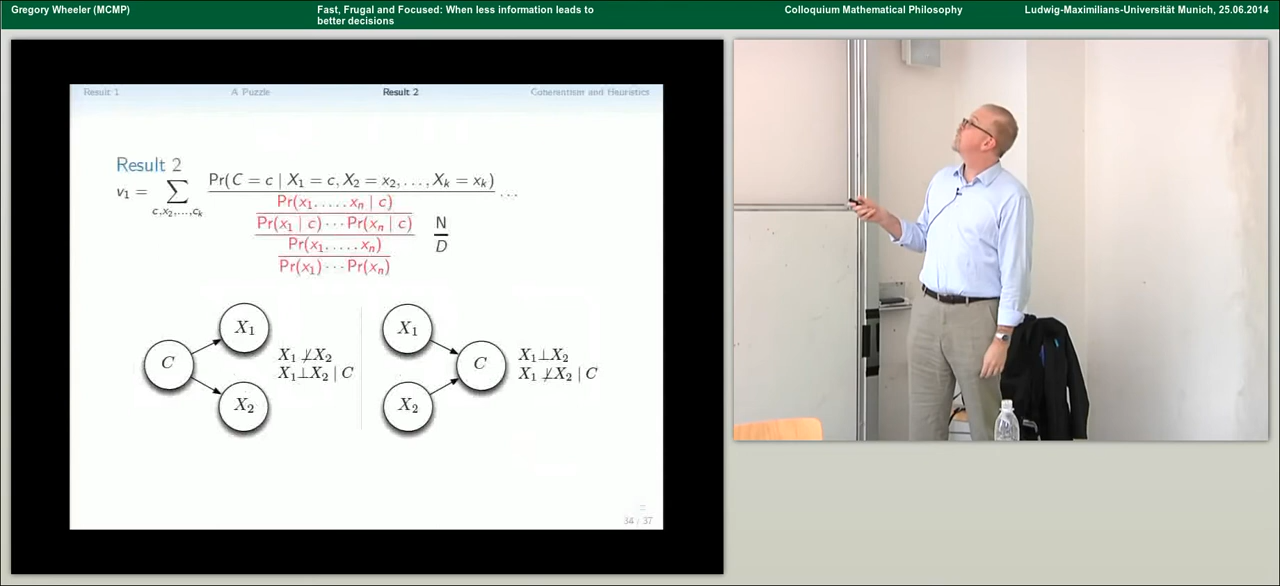 Gregory Wheeler (MCMP)
Fast, Frugal and Focused: When less information leads to
better decisions
Colloquium Mathematical Philosophy
Ludwig-Maximilians-Universität Munich, 25.06.2014
Result 1 A Puzzle Result 2 Coherentism and Heuristics
Result 2
v₁ = ∑ c,x₂,...,cₖ Pr(C = c | X₁ = c, X₂ = x₂, . . . , Xₖ = xₖ) . . .
Pr(x₁. . . . . xₙ | c)
Pr(x₁ | c) · · · Pr(xₙ | c)
Pr(x₁. . . . . xₙ)
Pr(x₁) · · · Pr(xₙ)
N
D
C
X₁
X₂
X₁ ⊥̸ X₂
X₁⊥X₂ | C
X₁
X₂
C
X₁⊥X₂
X₁ ⊥̸ X₂ | C
34 / 37